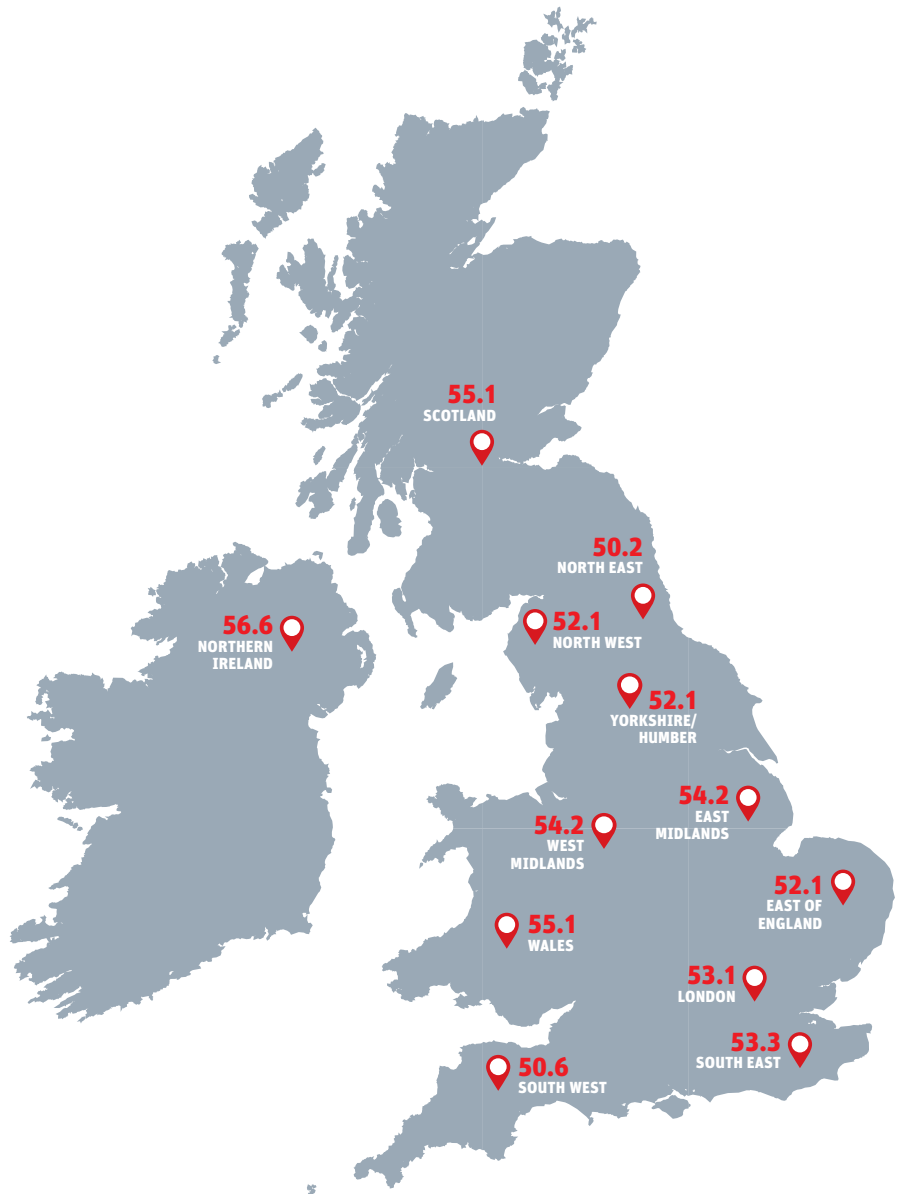 55.1
SCOTLAND
50.2
NORTH EAST
56.6
NORTHERN
IRELAND
52.1
NORTH WEST
52.1
YORKSHIRE/
HUMBER
54.2
EAST
MIDLANDS
54.2
WEST
MIDLANDS
52.1
EAST OF
ENGLAND
55.1
WALES
53.1
LONDON
53.3
SOUTH EAST
50.6
SOUTH WEST